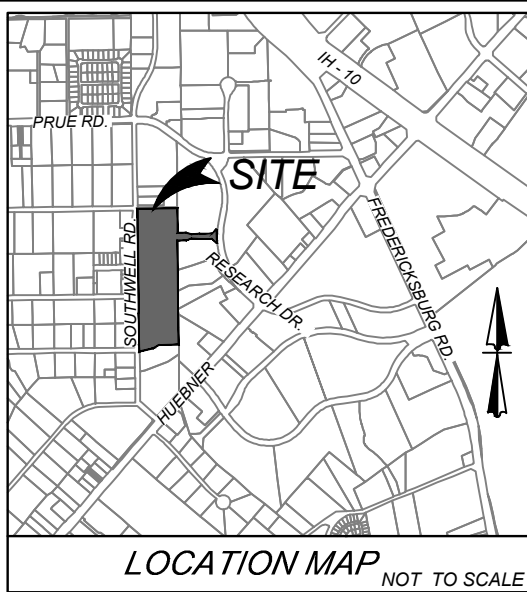 IH - 10
PRUE RD.
SITE
SOUTHWELL RD.
FREDERICKSBURG RD.
RESEARCH DR.
HUEBNER
LOCATION MAP
NOT TO SCALE